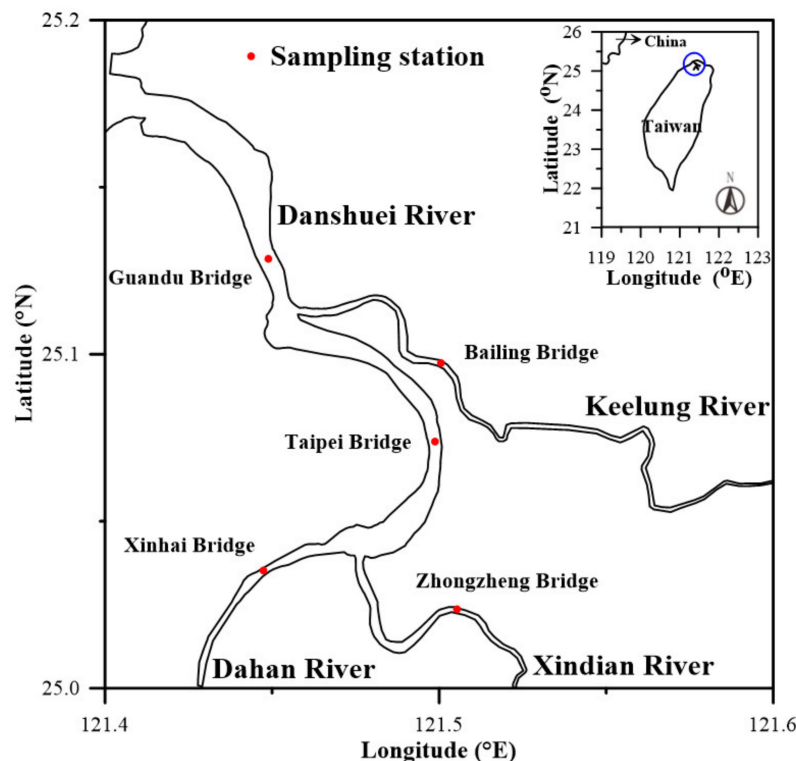 25.2
Sampling station
26
25
24
23
22
21
China
Taiwan
N
Latitude (ᴼN)
119 120 121 122 123
Longitude (ᴼE)
Danshuei River
Guandu Bridge
25.1
Bailing Bridge
Keelung River
Taipei Bridge
Latitude (°N)
Xinhai Bridge
Zhongzheng Bridge
Dahan River
Xindian River
25.0
121.4 121.5 121.6
Longitude (°E)